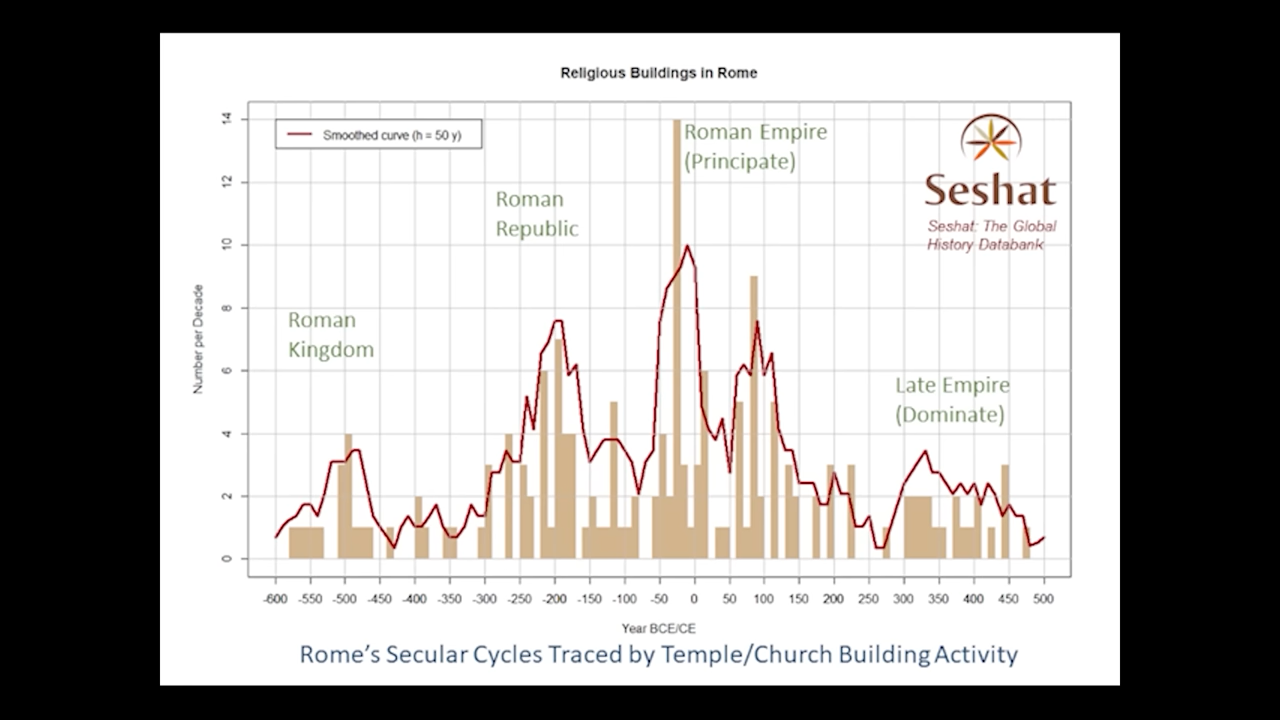 Religious Buildings in Rome
Smoothed curve (h = 50 y)
Roman Empire
(Principate)
Roman
Republic
Roman
Kingdom
Late Empire
(Dominate)
Seshat
Seshat: The Global
History Databank
Number per Decade
14
12
10
8
6
4
2
0
-600 -550 -500 -450 -400 -350 -300 -250 -200 -150 -100 -50 0 50 100 150 200 250 300 350 400 450 500
Year BCE/CE
Rome’s Secular Cycles Traced by Temple/Church Building Activity